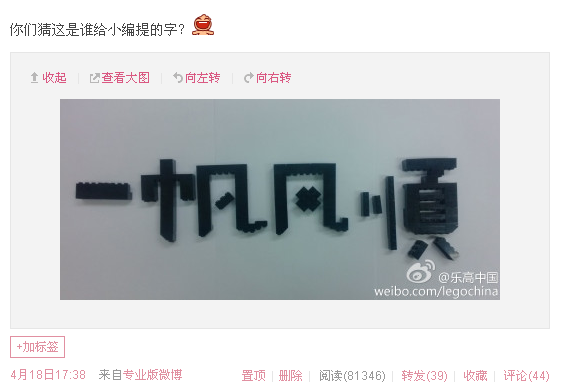 你们猜这是谁给小编提的字?
收起 查看大图 向左转 向右转
一帆风顺
@乐高中国
weibo.com/legochina
+加标签
4月18日17:38 来自专业版微博 置顶 | 删除 | 阅读(81346) | 转发(39) | 收藏 | 评论(44)